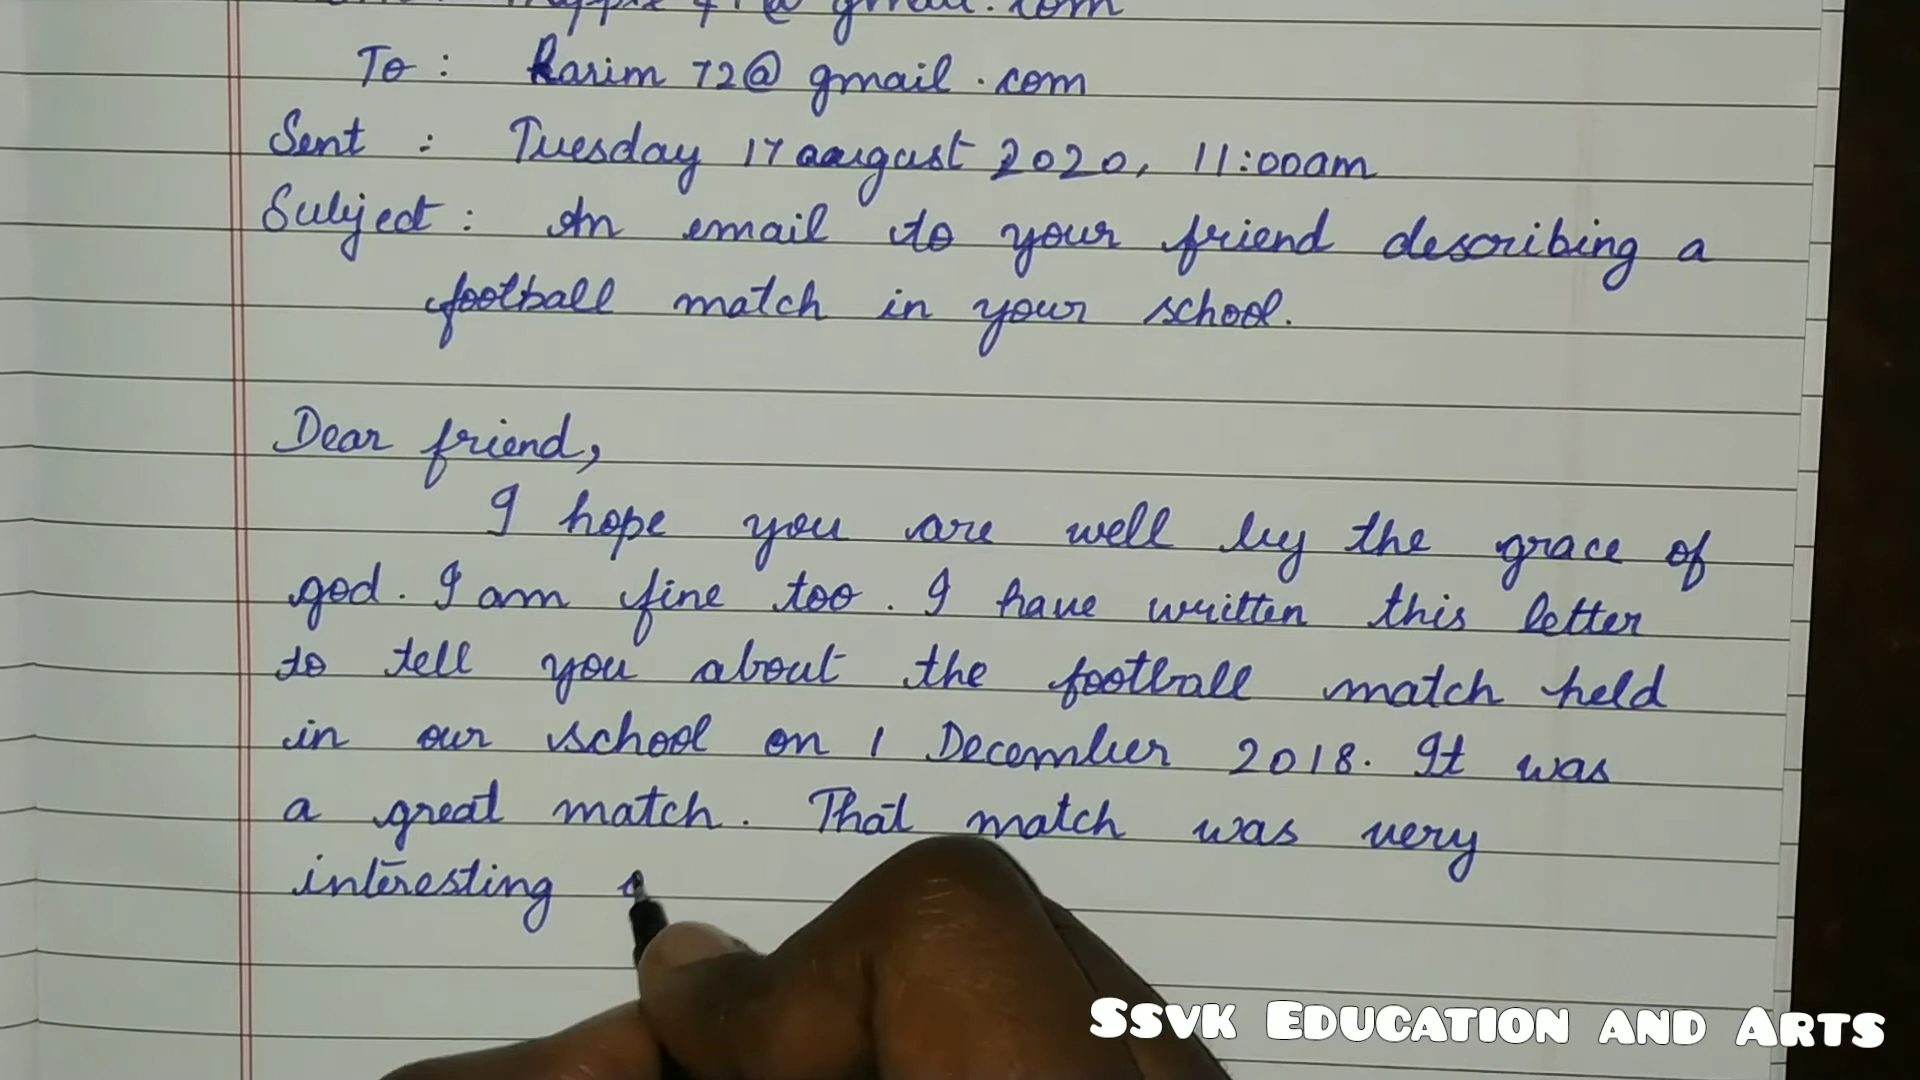 @ gmail.com
To : Karim 72@ gmail.com
Sent : Tuesday 17 august 2020, 11:00am
Subject : An email to your friend describing a
football match in your school.
Dear friend,
I hope you are well by the grace of
god. I am fine too. I have written this letter
to tell you about the football match held
in our school on 1 December 2018. It was
a great match. That match was very
interesting
SSVK EDUCATION AND ARTS